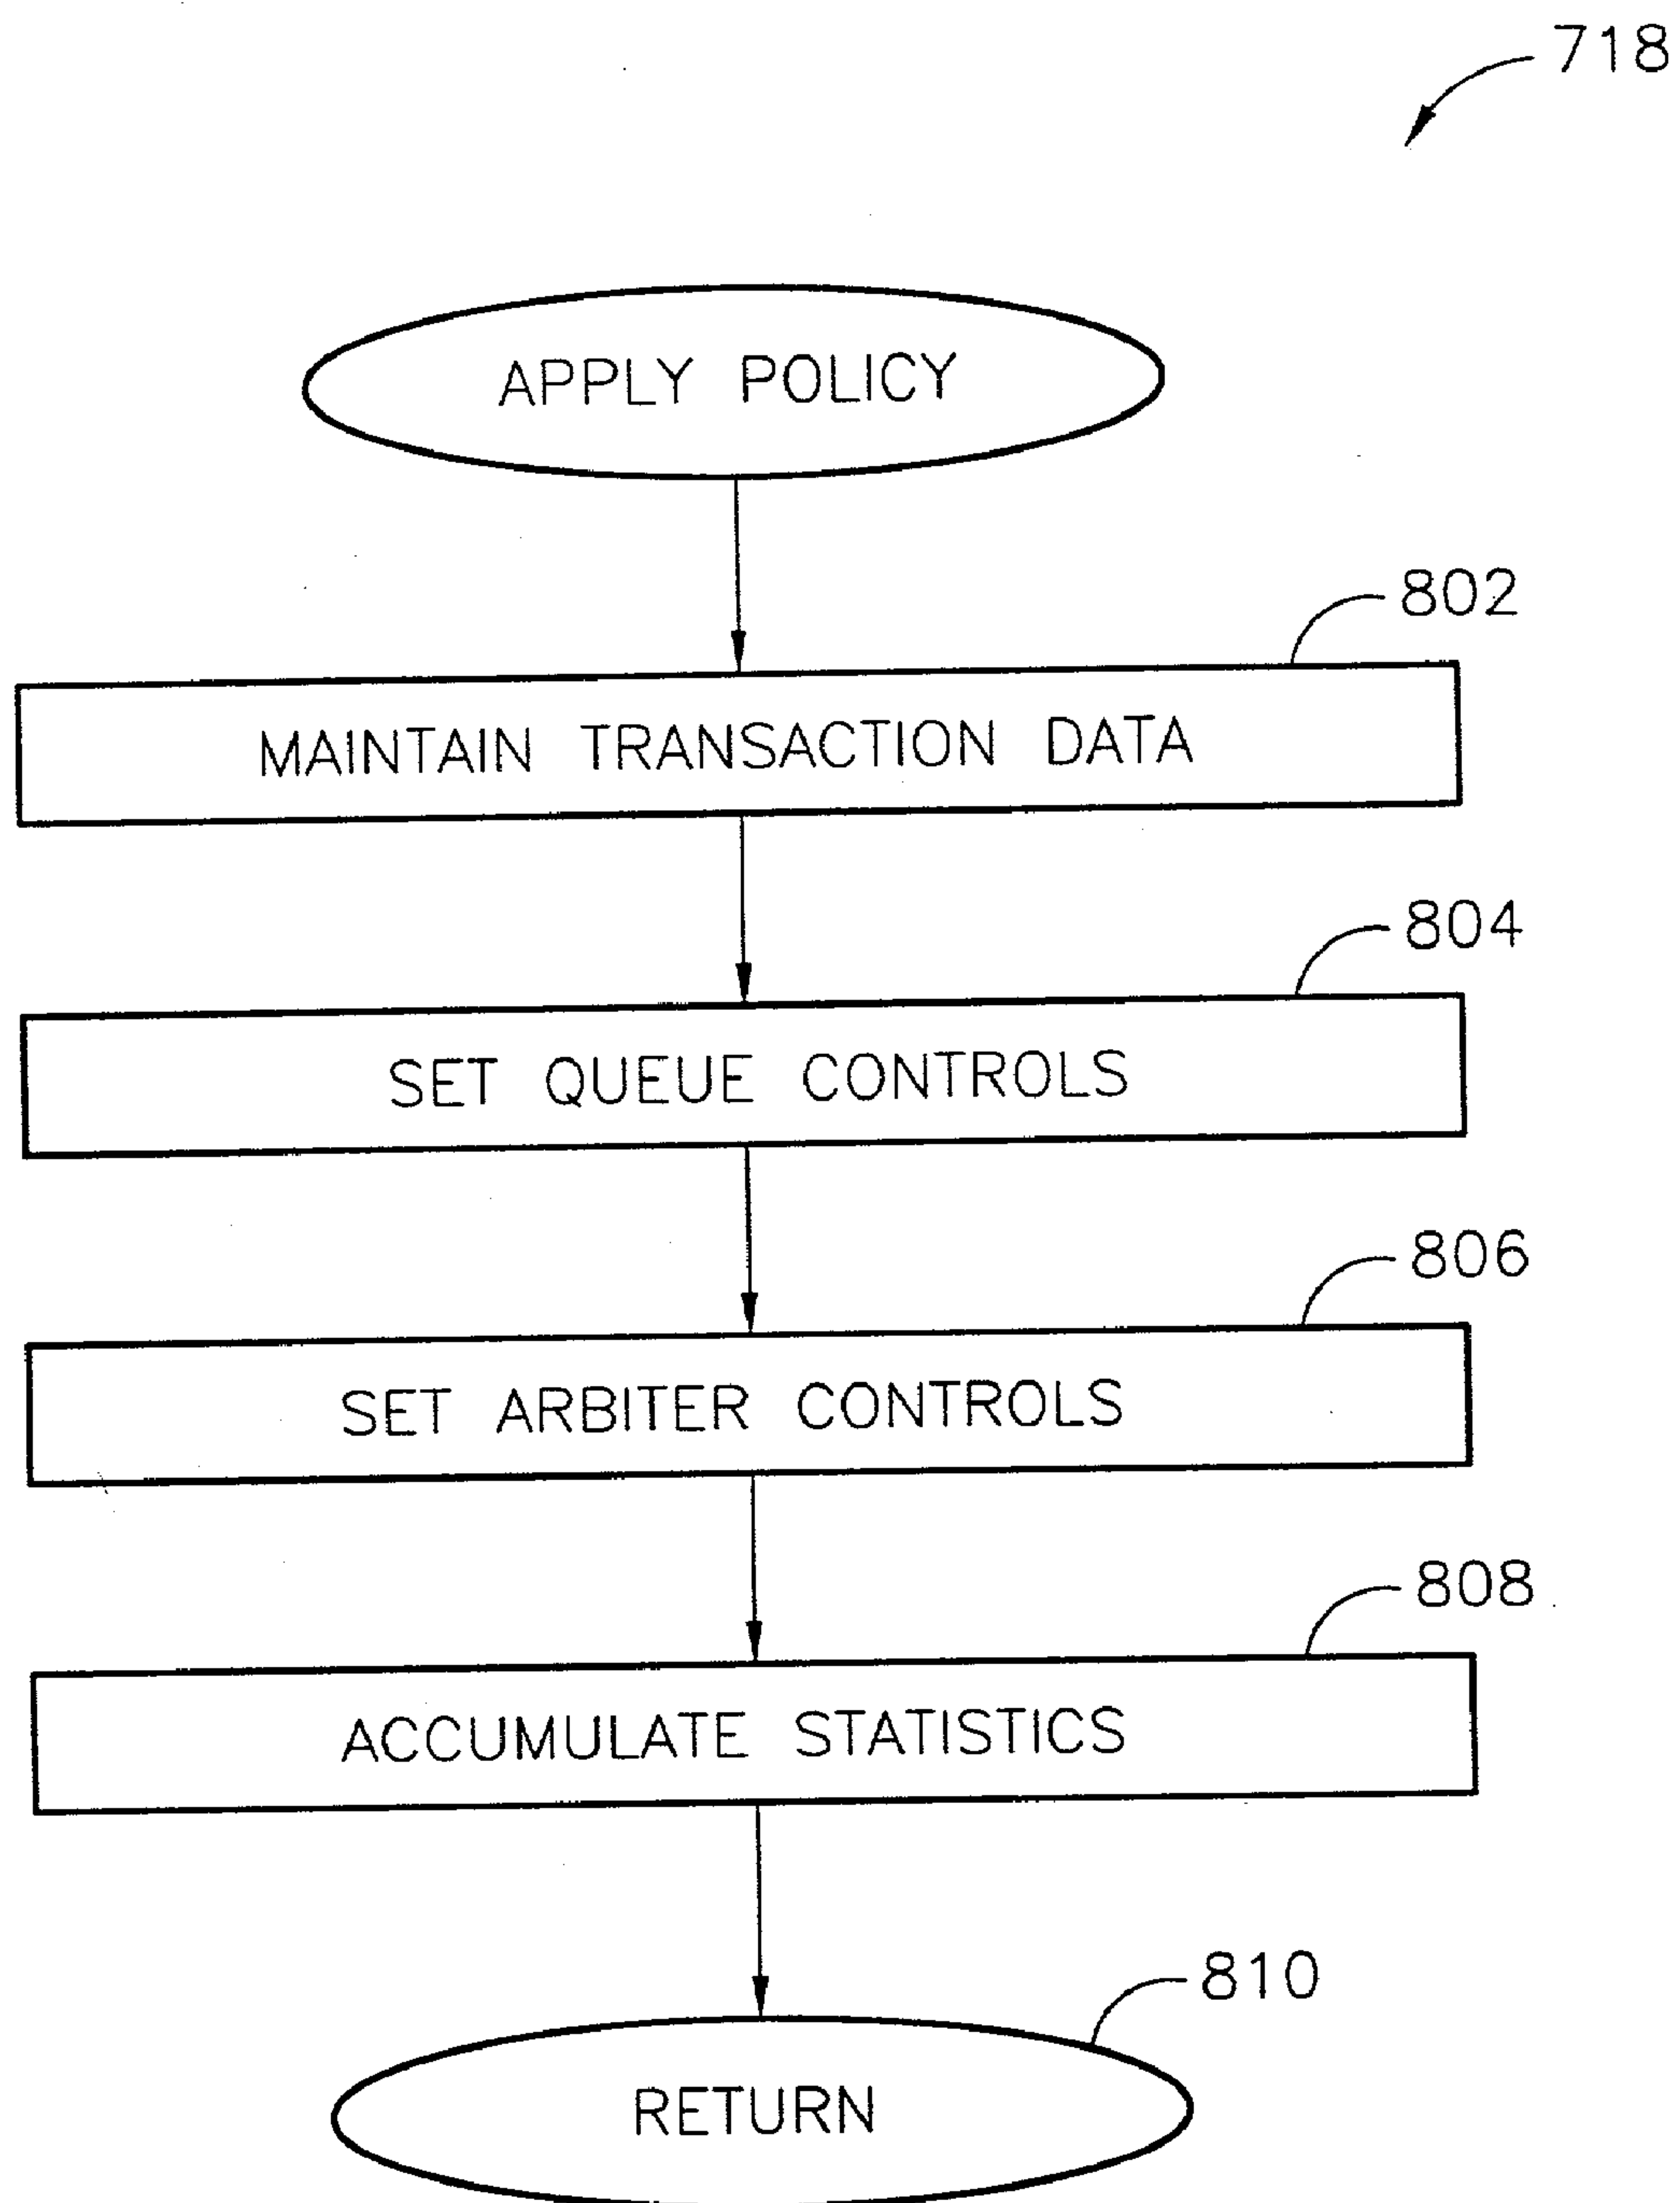 718
APPLY POLICY
802
MAINTAIN TRANSACTION DATA
804
SET QUEUE CONTROLS
806
SET ARBITER CONTROLS
808
ACCUMULATE STATISTICS
810
RETURN